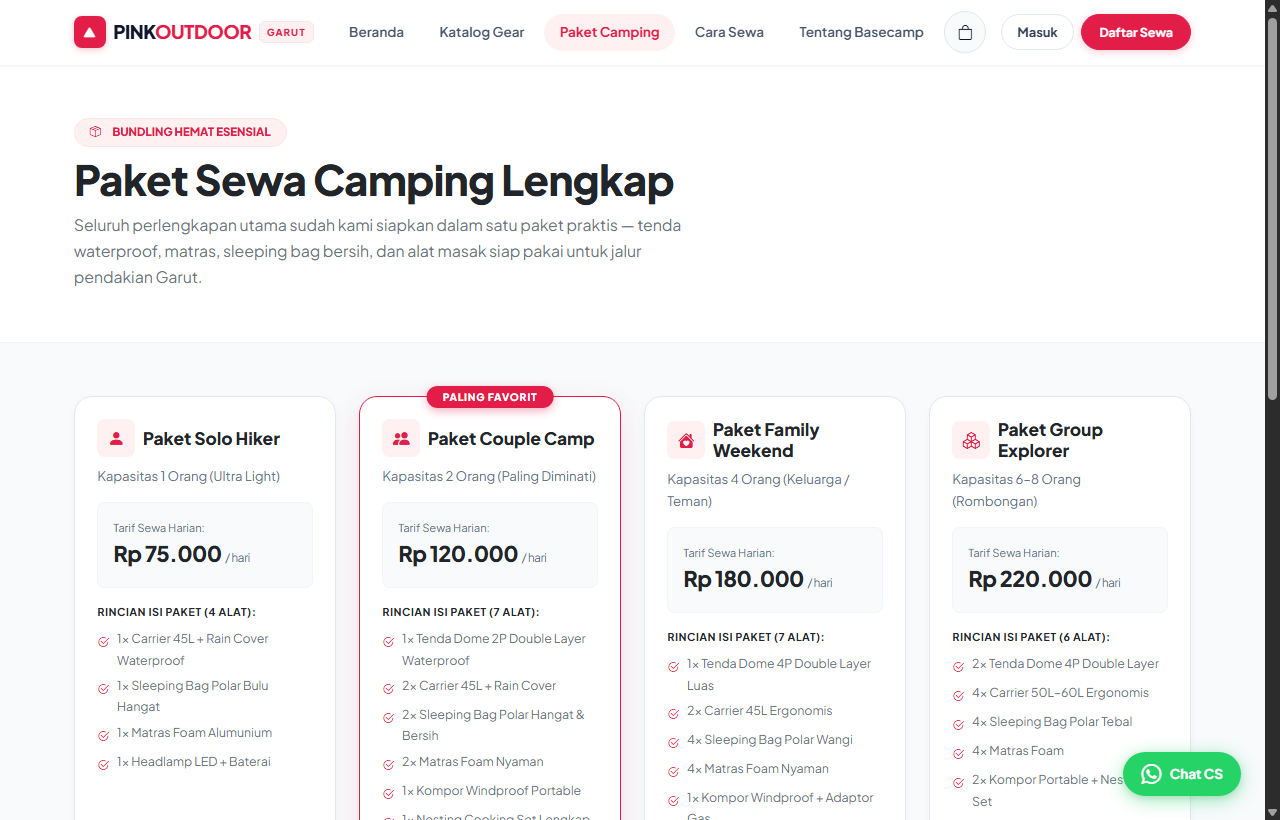 PINKOUTDOOR GARUT Beranda Katalog Gear Paket Camping Cara Sewa Tentang Basecamp Masuk Daftar Sewa
BUNDLING HEMAT ESENSIAL
Paket Sewa Camping Lengkap
Seluruh perlengkapan utama sudah kami siapkan dalam satu paket praktis — tenda
waterproof, matras, sleeping bag bersih, dan alat masak siap pakai untuk jalur
pendakian Garut.
Paket Solo Hiker
Kapasitas 1 Orang (Ultra Light)
Tarif Sewa Harian:
Rp 75.000 / hari
RINCIAN ISI PAKET (4 ALAT):
1× Carrier 45L + Rain Cover
Waterproof
1× Sleeping Bag Polar Bulu
Hangat
1× Matras Foam Alumunium
1× Headlamp LED + Baterai
PALING FAVORIT
Paket Couple Camp
Kapasitas 2 Orang (Paling Diminati)
Tarif Sewa Harian:
Rp 120.000 / hari
RINCIAN ISI PAKET (7 ALAT):
1× Tenda Dome 2P Double Layer
Waterproof
2× Carrier 45L + Rain Cover
2× Sleeping Bag Polar Hangat &
Bersih
2× Matras Foam Nyaman
1× Kompor Windproof Portable
1× Nesting Cooking Set Lengkap
Paket Family
Weekend
Kapasitas 4 Orang (Keluarga /
Teman)
Tarif Sewa Harian:
Rp 180.000 / hari
RINCIAN ISI PAKET (7 ALAT):
1× Tenda Dome 4P Double Layer
Luas
2× Carrier 45L Ergonomis
4× Sleeping Bag Polar Wangi
4× Matras Foam Nyaman
1× Kompor Windproof + Adaptor
Gas
Paket Group
Explorer
Kapasitas 6–8 Orang
(Rombongan)
Tarif Sewa Harian:
Rp 220.000 / hari
RINCIAN ISI PAKET (6 ALAT):
2× Tenda Dome 4P Double Layer
4× Carrier 50L–60L Ergonomis
4× Sleeping Bag Polar Tebal
4× Matras Foam
2× Kompor Portable +
Set
Chat CS